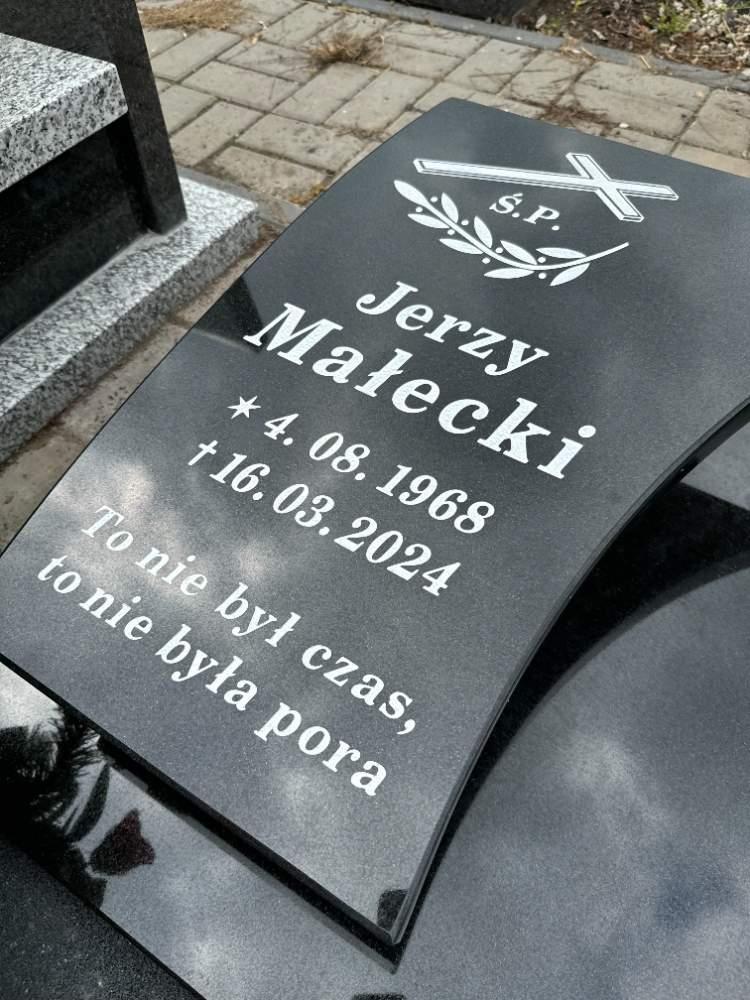 Ś.P.
Jerzy
Małecki
✶ 4. 08. 1968
† 16. 03. 2024
To nie był czas,
to nie była pora